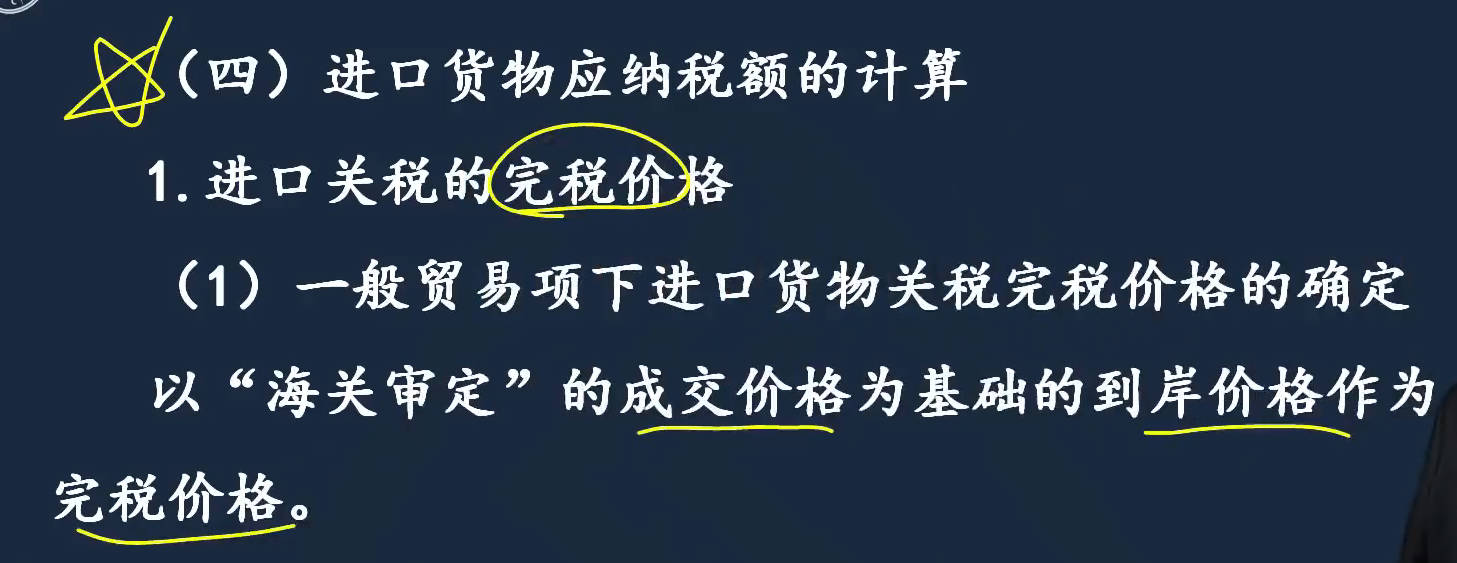 （四）进口货物应纳税额的计算
1.进口关税的完税价格
（1）一般贸易项下进口货物关税完税价格的确定
以“海关审定”的成交价格为基础的到岸价格作为
完税价格。